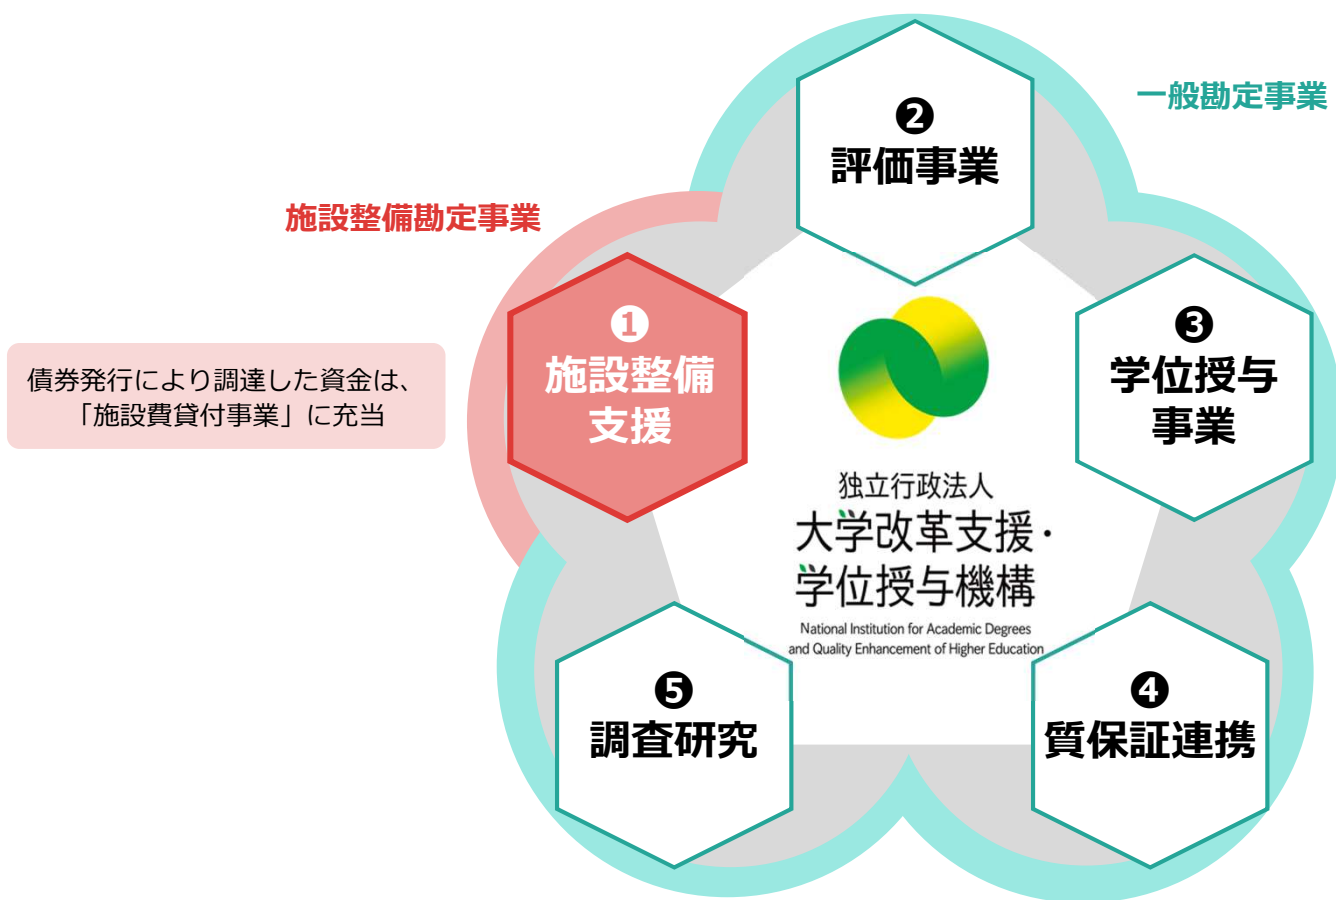 一般勘定事業
❷
評価事業
施設整備勘定事業
❶
施設整備
支援
❸
学位授与
事業
債券発行により調達した資金は、
「施設費貸付事業」に充当
独立行政法人
大学改革支援・
学位授与機構
National Institution for Academic Degrees
and Quality Enhancement of Higher Education
❺
調査研究
❹
質保証連携